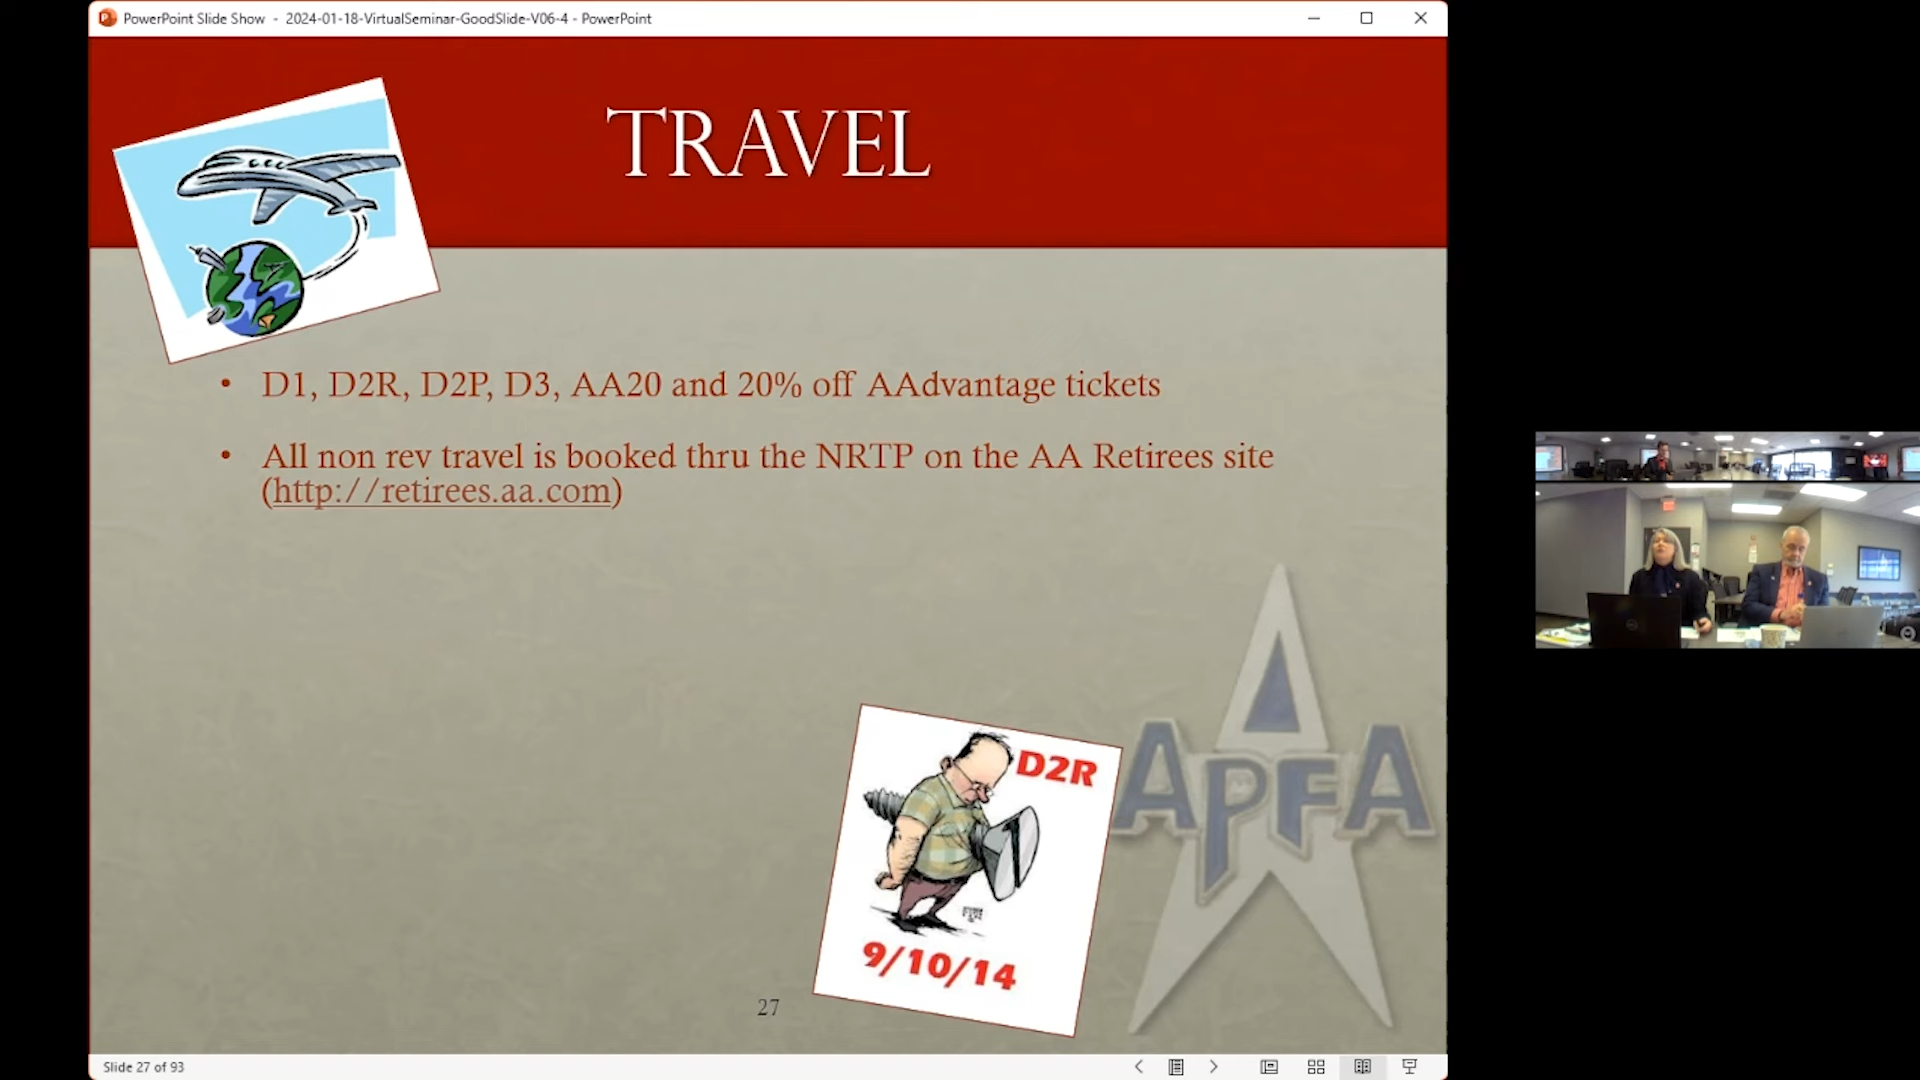 PowerPoint Slide Show - 2024-01-18-VirtualSeminar-GoodSlide-V06-4 - PowerPoint
TRAVEL
• D1, D2R, D2P, D3, AA20 and 20% off AAdvantage tickets
• All non rev travel is booked thru the NRTP on the AA Retirees site
(http://retirees.aa.com)
D2R
9/10/14
APFA
27
Slide 27 of 93